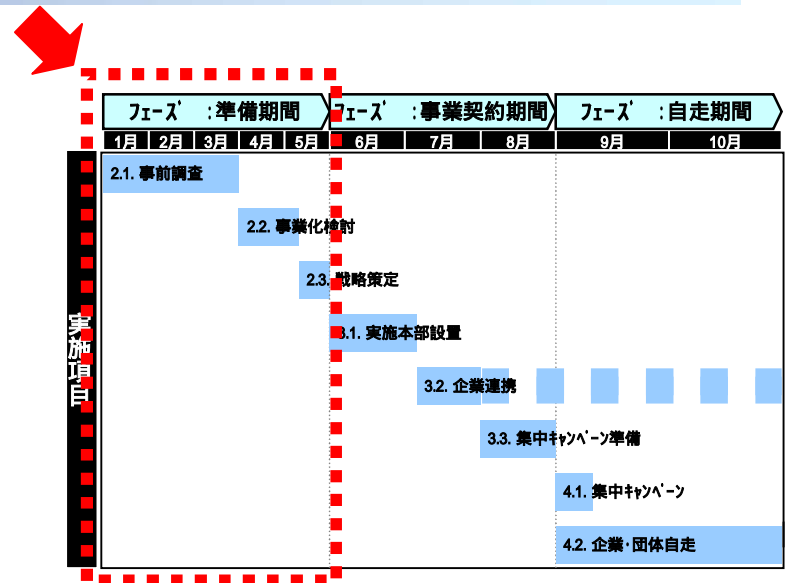 ﾌｪｰｽﾞ :準備期間
ﾌｪｰｽﾞ :事業契約期間
ﾌｪｰｽﾞ :自走期間
1月 2月 3月 4月 5月 6月 7月 8月 9月 10月
実施項目
2.1. 事前調査
2.2. 事業化検討
2.3. 戦略策定
3.1. 実施本部設置
3.2. 企業連携
3.3. 集中ｷｬﾝﾍﾟｰﾝ準備
4.1. 集中ｷｬﾝﾍﾟｰﾝ
4.2. 企業･団体自走